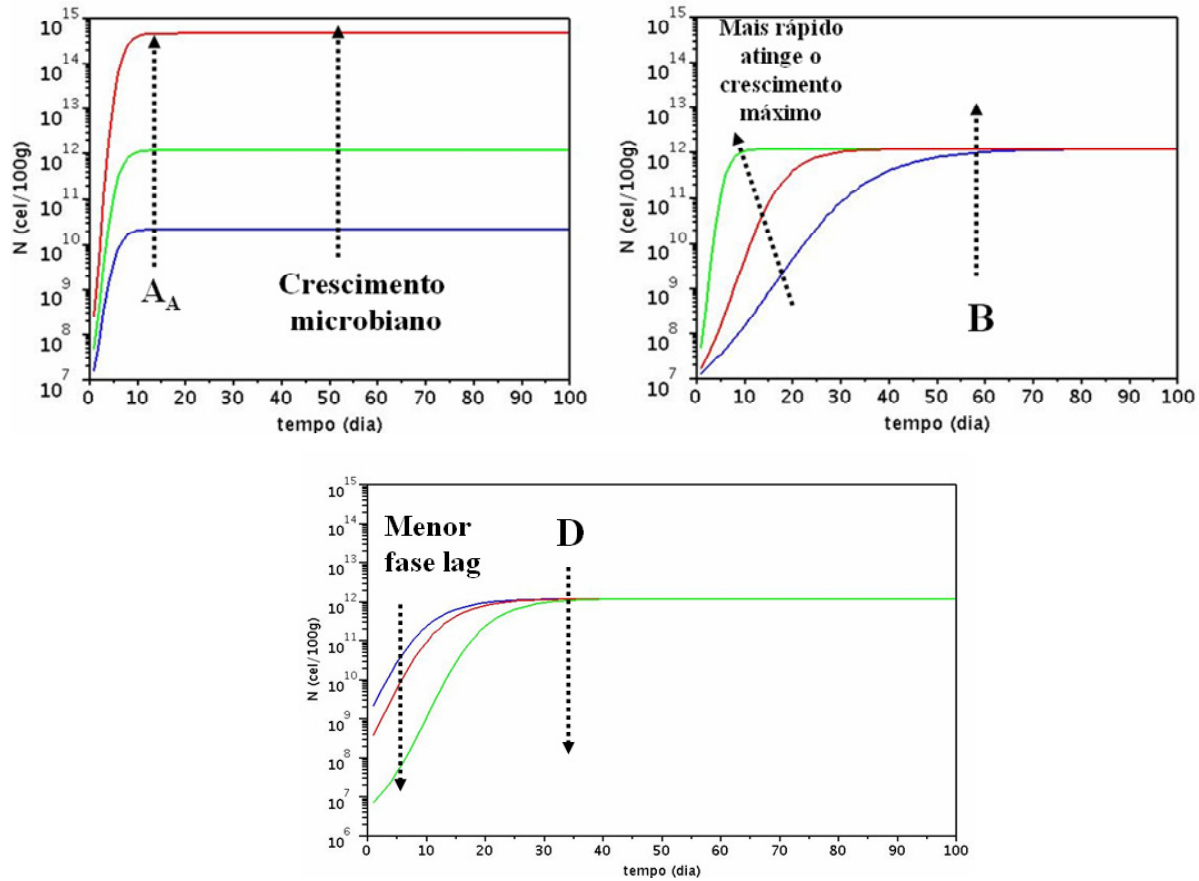 10^15
10^14
10^13
10^12
10^11
10^10
10^9
10^8
10^7
N (cel/100g)
A_A
Crescimento
microbiano
0 10 20 30 40 50 60 70 80 90 100
tempo (dia)
10^15
10^14
10^13
10^12
10^11
10^10
10^9
10^8
10^7
N (cel/100g)
Mais rápido
atinge o
crescimento
máximo
B
0 10 20 30 40 50 60 70 80 90 100
tempo (dia)
10^15
10^14
10^13
10^12
10^11
10^10
10^9
10^8
10^7
10^6
N (cel/100g)
Menor
fase lag
D
0 10 20 30 40 50 60 70 80 90 100
tempo (dia)